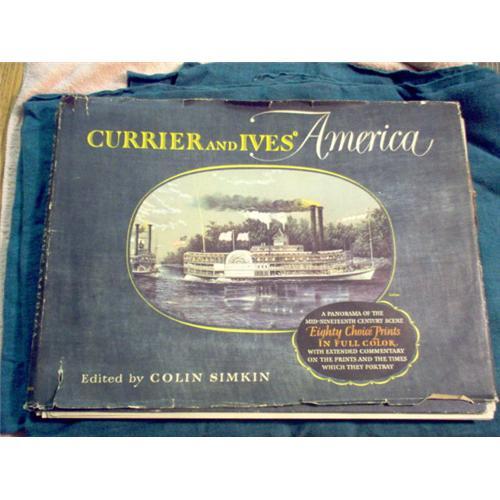 CURRIER AND IVES' America
A PANORAMA OF THE
MID-NINETEENTH CENTURY SCENE
Eighty Choice Prints
IN FULL COLOR,
WITH EXTENDED COMMENTARY
ON THE PRINTS AND THE TIMES
WHICH THEY PORTRAY
Edited by COLIN SIMKIN